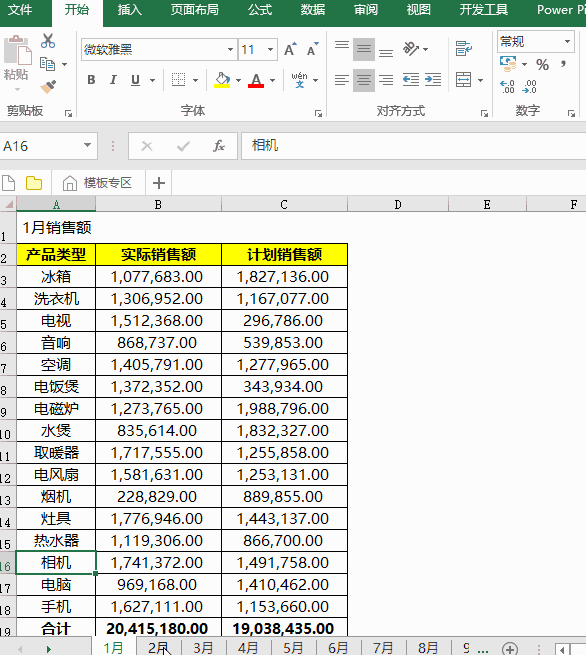 文件 开始 插入 页面布局 公式 数据 审阅 视图 开发工具 Power Pi
粘贴 微软雅黑 11 A A 常规
B I U A wén 文 % ,
剪贴板 字体 对齐方式 数字
A16 fx 相机
模板专区
A B C D E F
1 1月销售额
2 产品类型 实际销售额 计划销售额
3 冰箱 1,077,683.00 1,827,136.00
4 洗衣机 1,306,952.00 1,167,077.00
5 电视 1,512,368.00 296,786.00
6 音响 868,737.00 539,853.00
7 空调 1,405,791.00 1,277,965.00
8 电饭煲 1,372,352.00 343,934.00
9 电磁炉 1,273,765.00 1,988,796.00
10 水煲 835,614.00 1,832,327.00
11 取暖器 1,717,555.00 1,255,858.00
12 电风扇 1,581,631.00 1,253,131.00
13 烟机 228,829.00 889,855.00
14 灶具 1,776,946.00 1,443,137.00
15 热水器 1,119,306.00 866,700.00
16 相机 1,741,372.00 1,491,758.00
17 电脑 969,168.00 1,410,462.00
18 手机 1,627,111.00 1,153,660.00
19 合计 20,415,180.00 19,038,435.00
1月 2月 3月 4月 5月 6月 7月 8月 9 ...